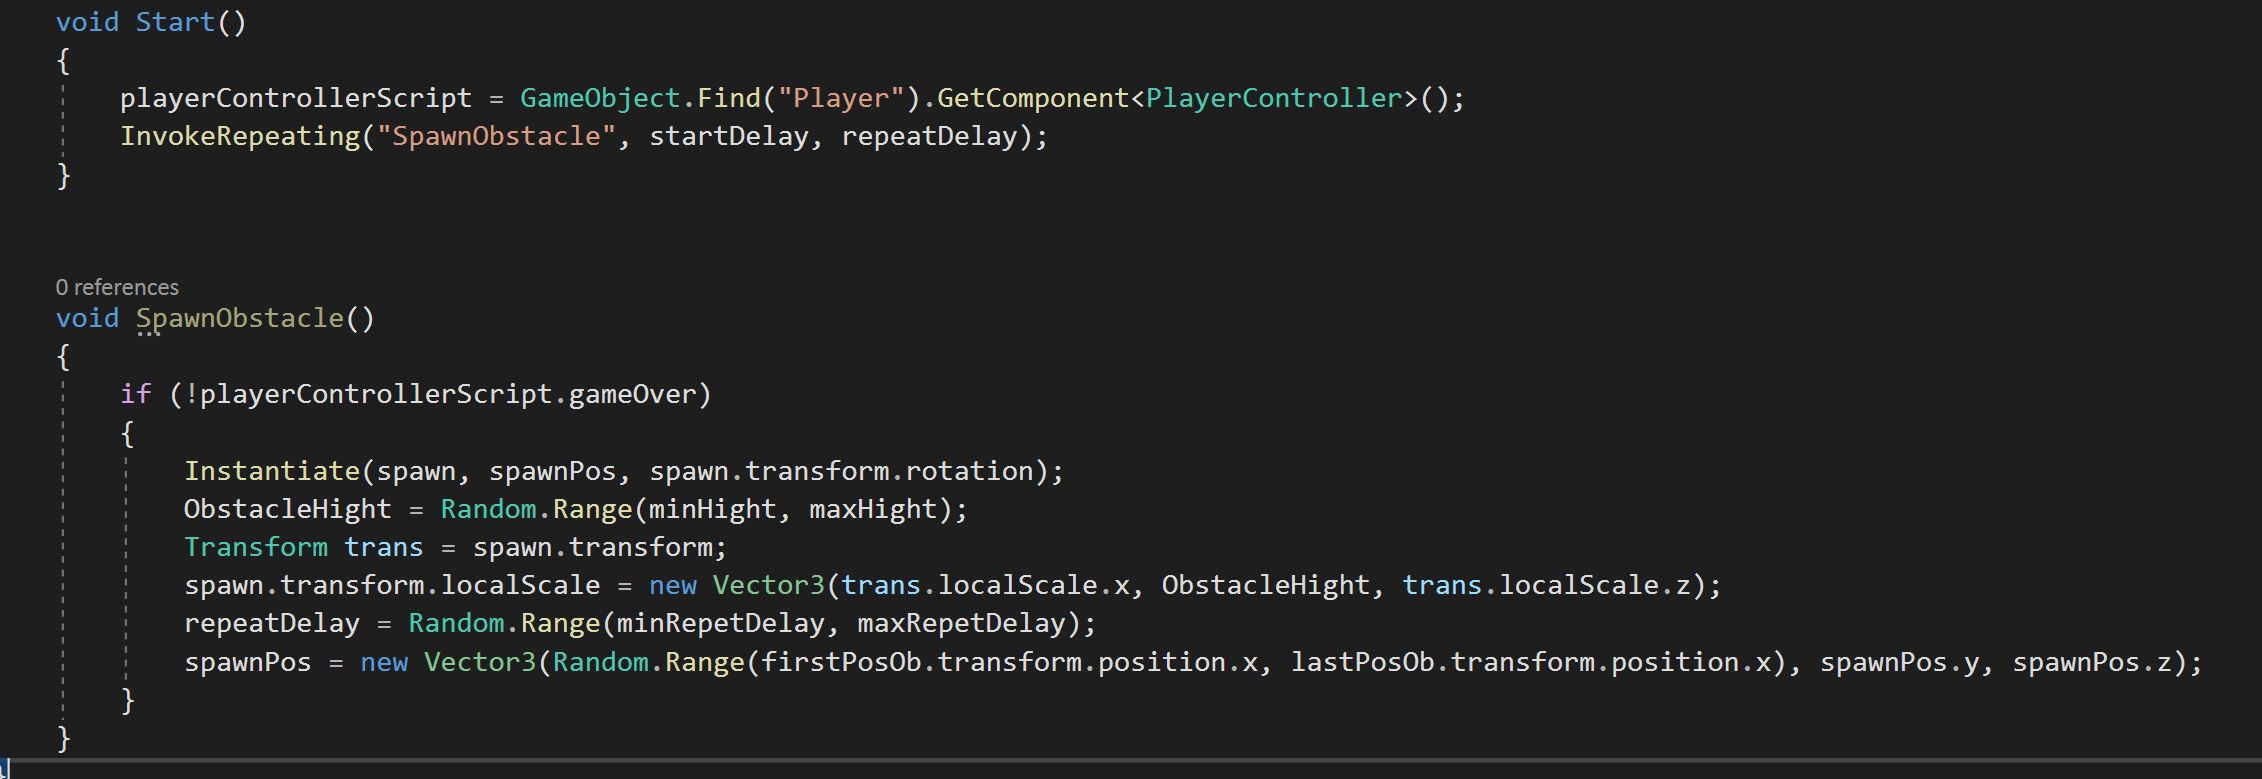 void Start()
{
playerControllerScript = GameObject.Find("Player").GetComponent<PlayerController>();
InvokeRepeating("SpawnObstacle", startDelay, repeatDelay);
}
0 references
void SpawnObstacle()
{
if (!playerControllerScript.gameOver)
{
Instantiate(spawn, spawnPos, spawn.transform.rotation);
ObstacleHight = Random.Range(minHight, maxHight);
Transform trans = spawn.transform;
spawn.transform.localScale = new Vector3(trans.localScale.x, ObstacleHight, trans.localScale.z);
repeatDelay = Random.Range(minRepetDelay, maxRepetDelay);
spawnPos = new Vector3(Random.Range(firstPosOb.transform.position.x, lastPosOb.transform.position.x), spawnPos.y, spawnPos.z);
}
}